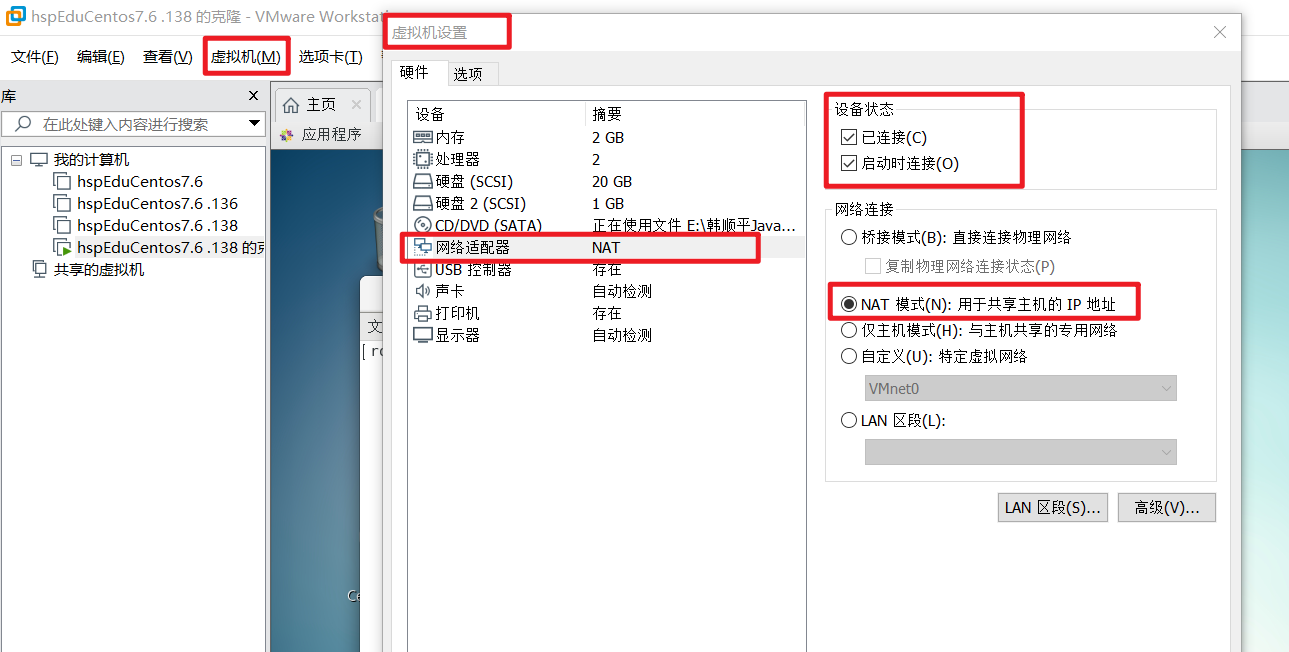 hspEduCentos7.6 .138 的克隆 - VMware Workstat
文件(F) 编辑(E) 查看(V) 虚拟机(M) 选项卡(T)
库
在此处键入内容进行搜索
我的计算机
hspEduCentos7.6
hspEduCentos7.6 .136
hspEduCentos7.6 .138
hspEduCentos7.6 .138 的克
共享的虚拟机
主页
应用程序
文
[ ro
Ce
虚拟机设置
硬件 选项
设备 摘要
内存 2 GB
处理器 2
硬盘 (SCSI) 20 GB
硬盘 2 (SCSI) 1 GB
CD/DVD (SATA) 正在使用文件 E:\韩顺平Java...
网络适配器 NAT
USB 控制器 存在
声卡 自动检测
打印机 存在
显示器 自动检测
设备状态
已连接(C)
启动时连接(O)
网络连接
桥接模式(B): 直接连接物理网络
复制物理网络连接状态(P)
NAT 模式(N): 用于共享主机的 IP 地址
仅主机模式(H): 与主机共享的专用网络
自定义(U): 特定虚拟网络
VMnet0
LAN 区段(L):
LAN 区段(S)... 高级(V)...